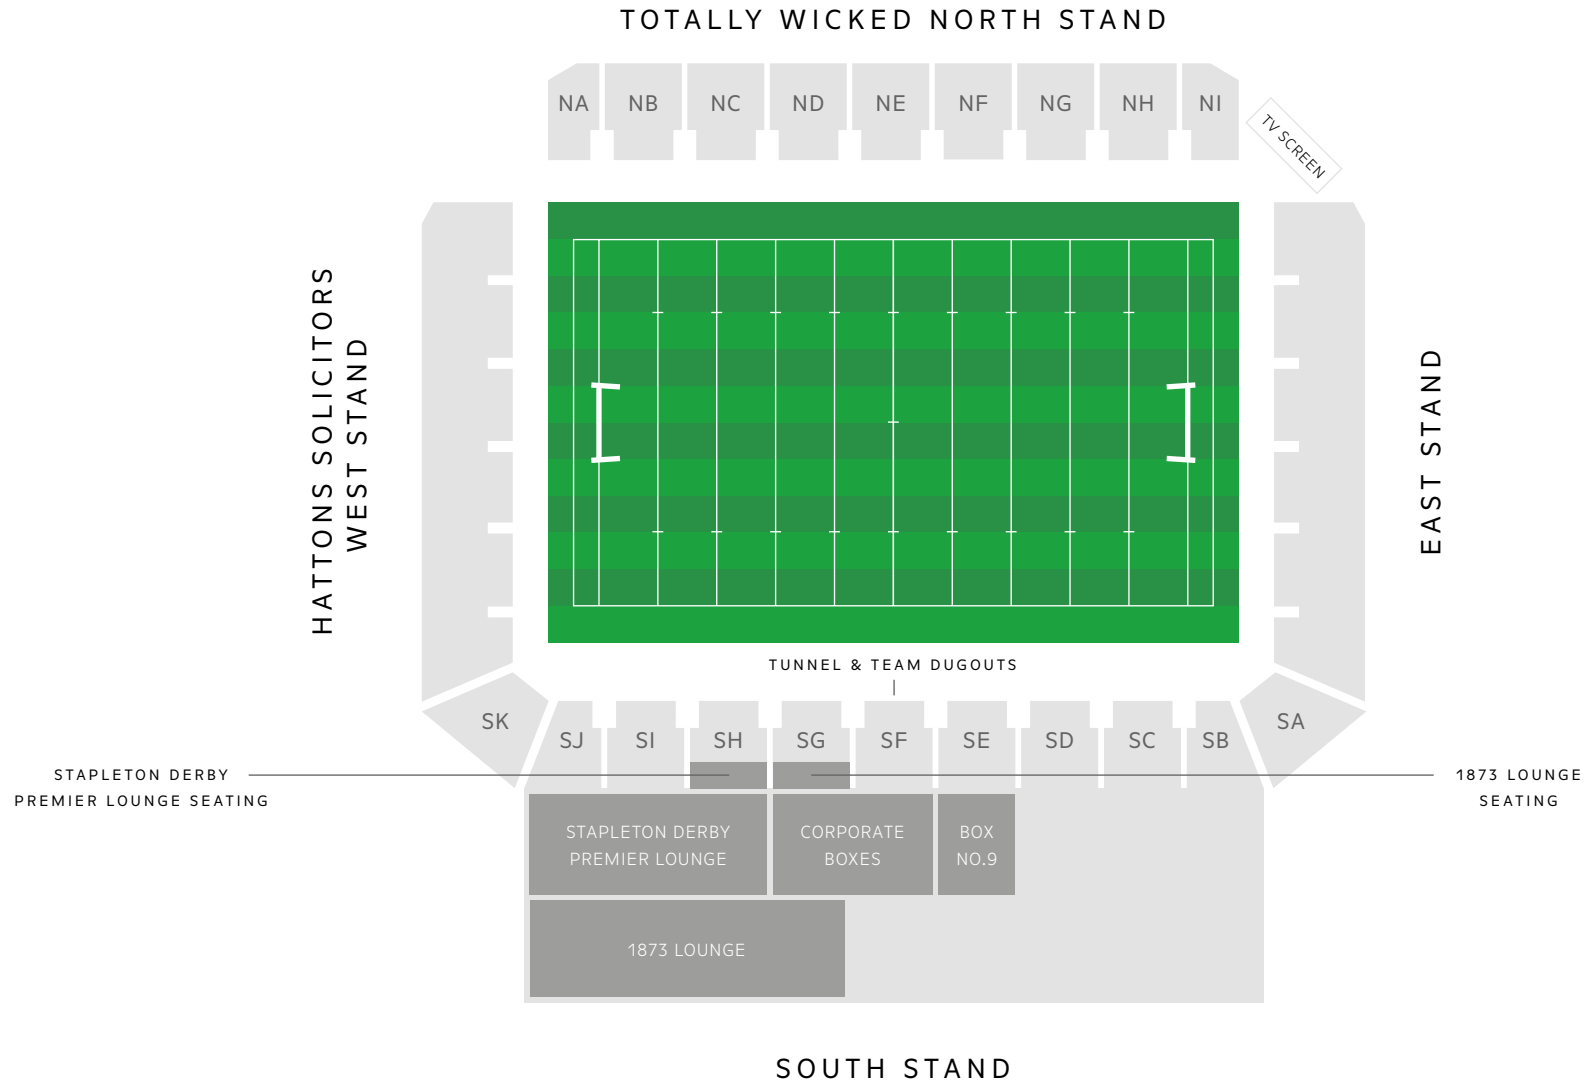 TOTALLY WICKED NORTH STAND
NA
NB
NC
ND
NE
NF
NG
NH
NI
TV SCREEN
HATTONS SOLICITORS
WEST STAND
EAST STAND
TUNNEL & TEAM DUGOUTS
SK
SJ
SI
SH
SG
SF
SE
SD
SC
SB
SA
STAPLETON DERBY
PREMIER LOUNGE SEATING
1873 LOUNGE
SEATING
STAPLETON DERBY
PREMIER LOUNGE
CORPORATE
BOXES
BOX
NO.9
1873 LOUNGE
SOUTH STAND